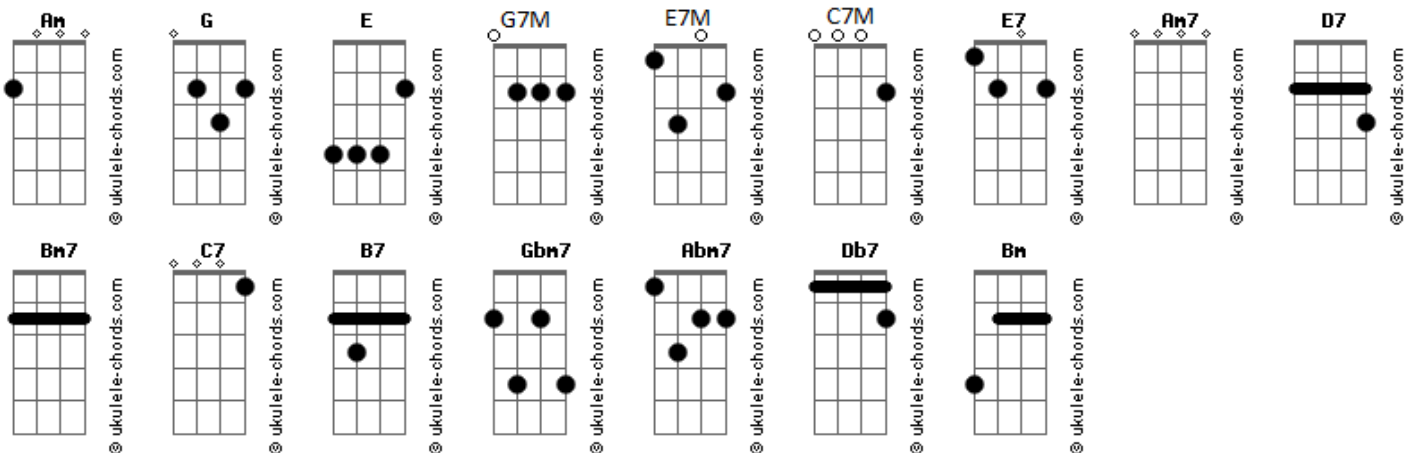 Am G E G7M E7M C7M E7 Am7 D7
© ukulele-chords.com © ukulele-chords.com © ukulele-chords.com © ukulele-chords.com © ukulele-chords.com © ukulele-chords.com © ukulele-chords.com © ukulele-chords.com © ukulele-chords.com
Bm7 C7 B7 Gbm7 Abm7 Db7 Bm
© ukulele-chords.com © ukulele-chords.com © ukulele-chords.com © ukulele-chords.com © ukulele-chords.com © ukulele-chords.com © ukulele-chords.com